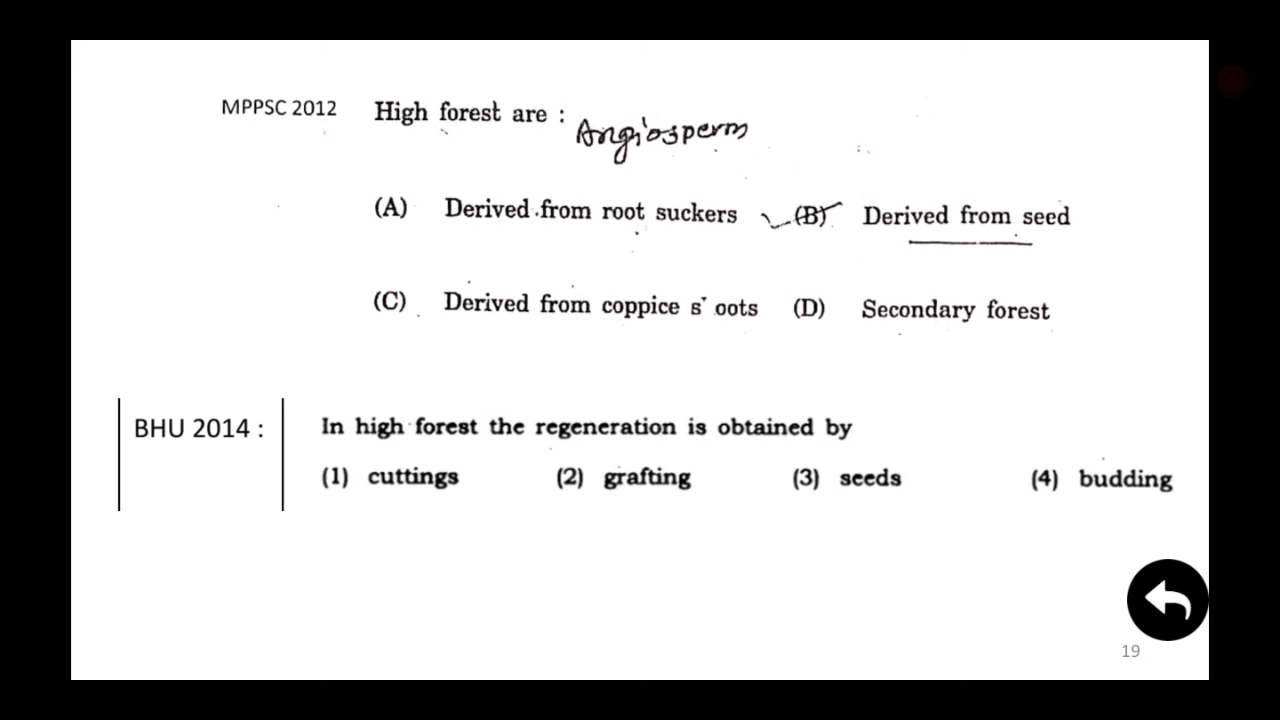 MPPSC 2012 High forest are :
Angiosperm
(A) Derived from root suckers (B) Derived from seed
(C) Derived from coppice s' oots (D) Secondary forest
BHU 2014 : In high forest the regeneration is obtained by
(1) cuttings (2) grafting (3) seeds (4) budding
19